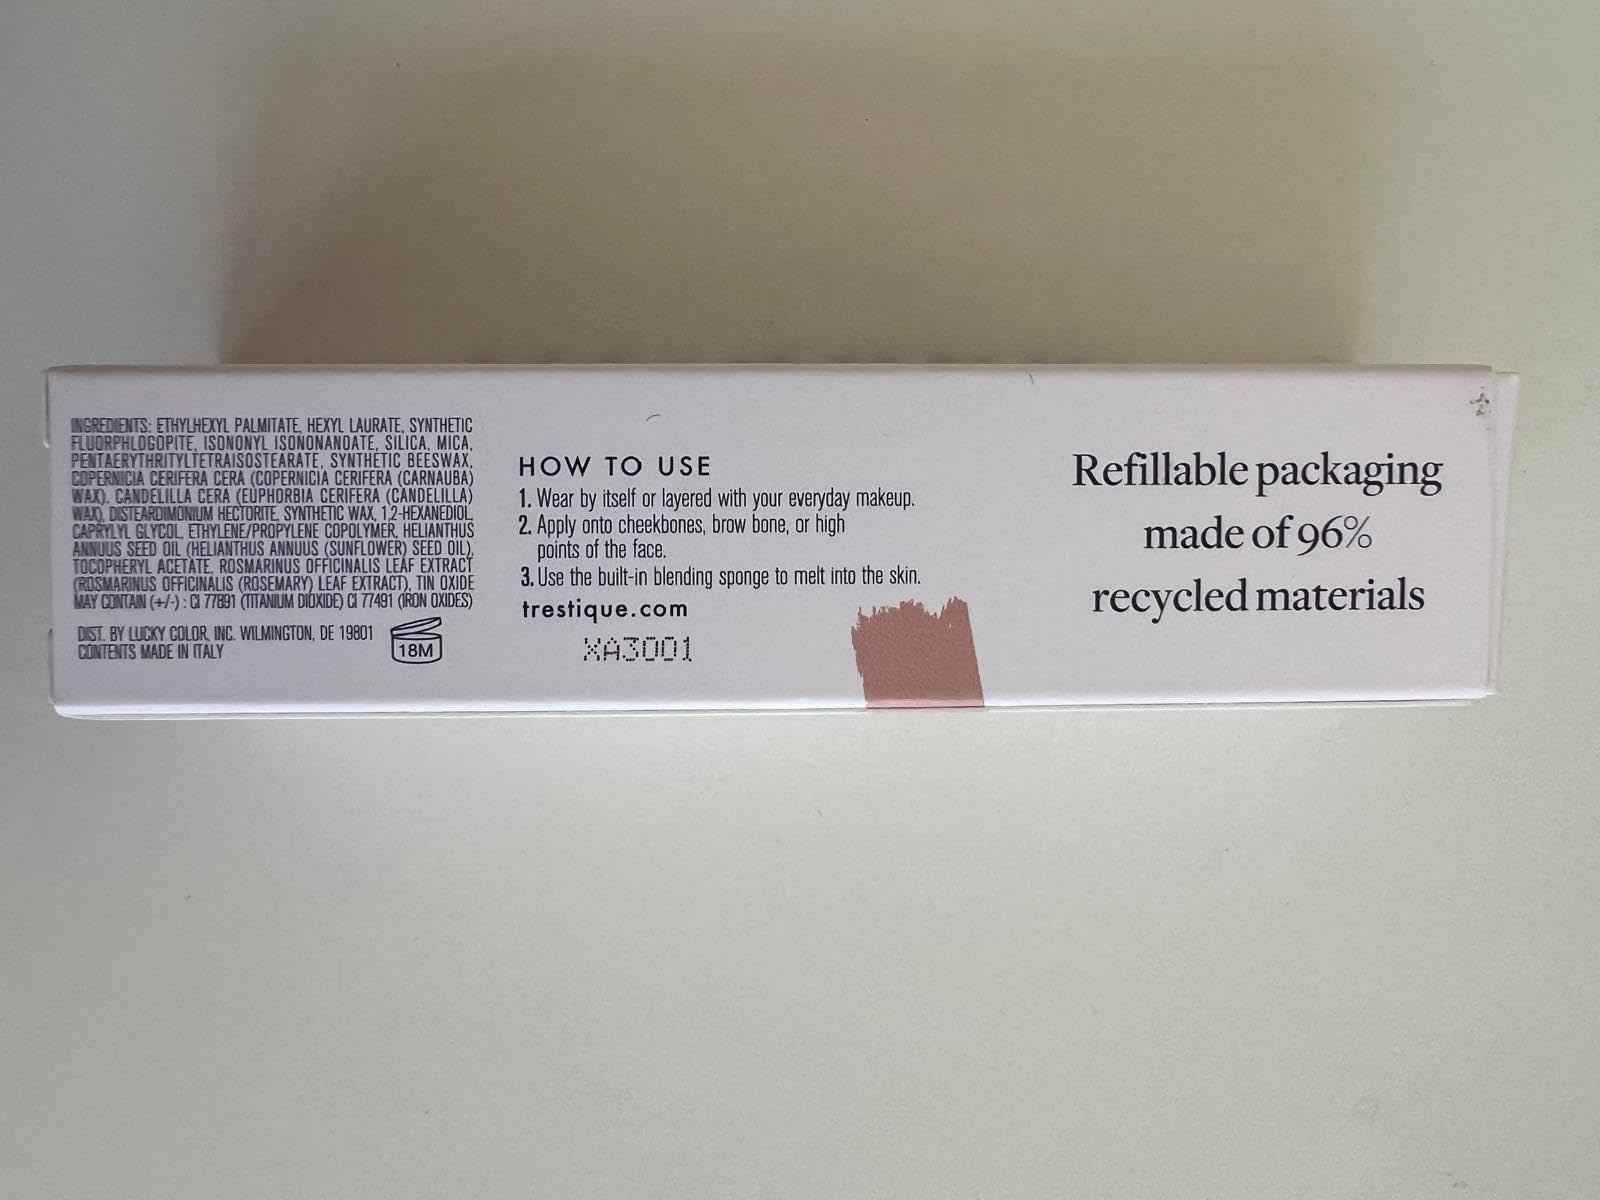 INGREDIENTS: ETHYLHEXYL PALMITATE, HEXYL LAURATE, SYNTHETIC
FLUORPHLOGOPITE, ISONONYL ISONONANOATE, SILICA, MICA,
PENTAERYTHRITYLTETRAISOSTEARATE, SYNTHETIC BEESWAX,
COPERNICIA CERIFERA CERA (COPERNICIA CERIFERA (CARNAUBA)
WAX), CANDELILLA CERA (EUPHORBIA CERIFERA (CANDELILLA)
WAX), DISTEARDIMONIUM HECTORITE, SYNTHETIC WAX, 1,2-HEXANEDIOL,
CAPRYLYL GLYCOL, ETHYLENE/PROPYLENE COPOLYMER, HELIANTHUS
ANNUUS SEED OIL (HELIANTHUS ANNUUS (SUNFLOWER) SEED OIL),
TOCOPHERYL ACETATE, ROSMARINUS OFFICINALIS LEAF EXTRACT
(ROSMARINUS OFFICINALIS (ROSEMARY) LEAF EXTRACT), TIN OXIDE
MAY CONTAIN (+/-) : CI 77891 (TITANIUM DIOXIDE) CI 77491 (IRON OXIDES)
DIST. BY LUCKY COLOR, INC. WILMINGTON, DE 19801
CONTENTS MADE IN ITALY
18M
HOW TO USE
1. Wear by itself or layered with your everyday makeup.
2. Apply onto cheekbones, brow bone, or high
points of the face.
3. Use the built-in blending sponge to melt into the skin.
trestique.com
XA3001
Refillable packaging
made of 96%
recycled materials